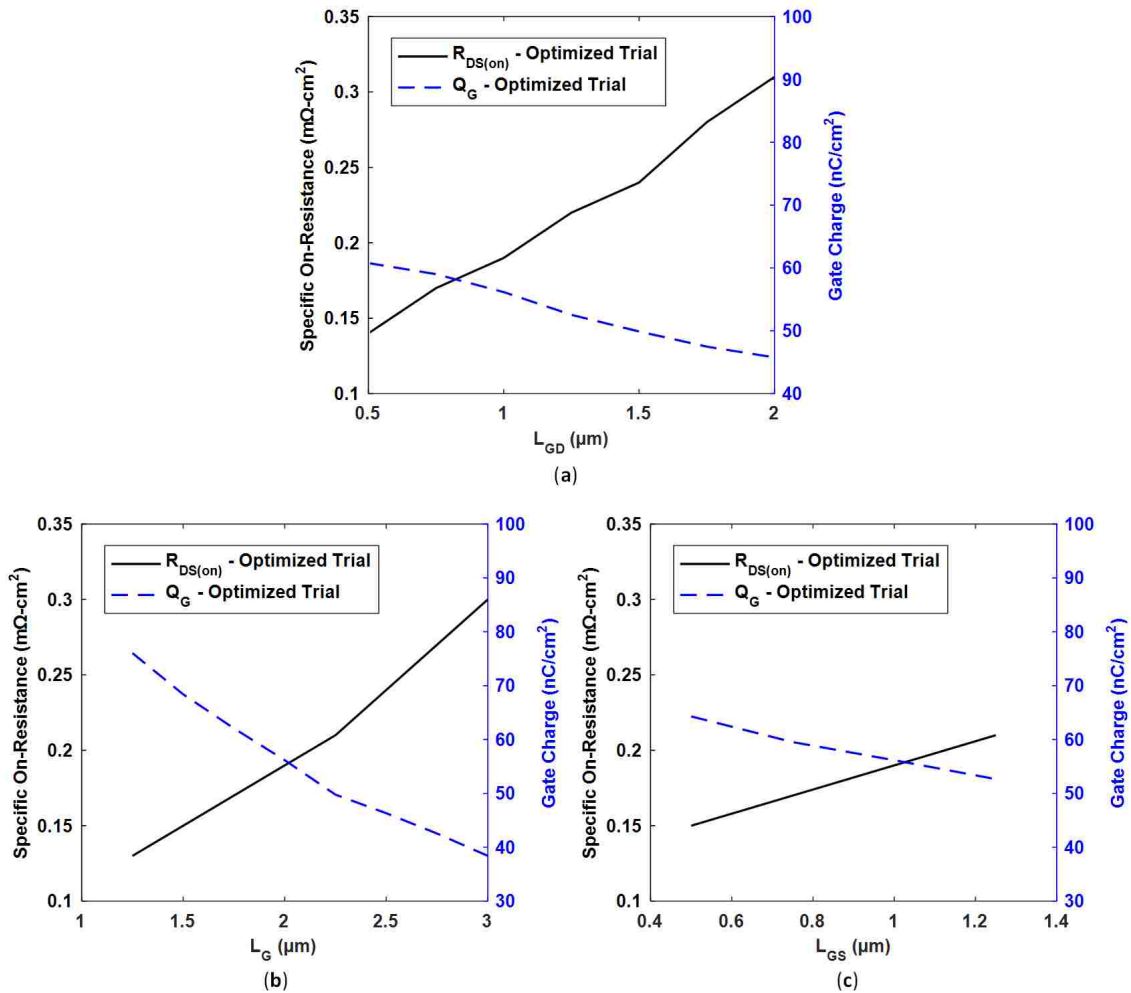 0.35
0.3
0.25
0.2
0.15
0.1
Specific On-Resistance (mΩ-cm²)
R_DS(on) - Optimized Trial
Q_G - Optimized Trial
100
90
80
70
60
50
40
Gate Charge (nC/cm²)
0.5 1 1.5 2
L_GD (µm)
(a)
0.35
0.3
0.25
0.2
0.15
0.1
Specific On-Resistance (mΩ-cm²)
R_DS(on) - Optimized Trial
Q_G - Optimized Trial
100
90
80
70
60
50
40
30
Gate Charge (nC/cm²)
1 1.5 2 2.5 3
L_G (µm)
(b)
0.35
0.3
0.25
0.2
0.15
0.1
Specific On-Resistance (mΩ-cm²)
R_DS(on) - Optimized Trial
Q_G - Optimized Trial
100
90
80
70
60
50
40
30
Gate Charge (nC/cm²)
0.4 0.6 0.8 1 1.2 1.4
L_GS (µm)
(c)